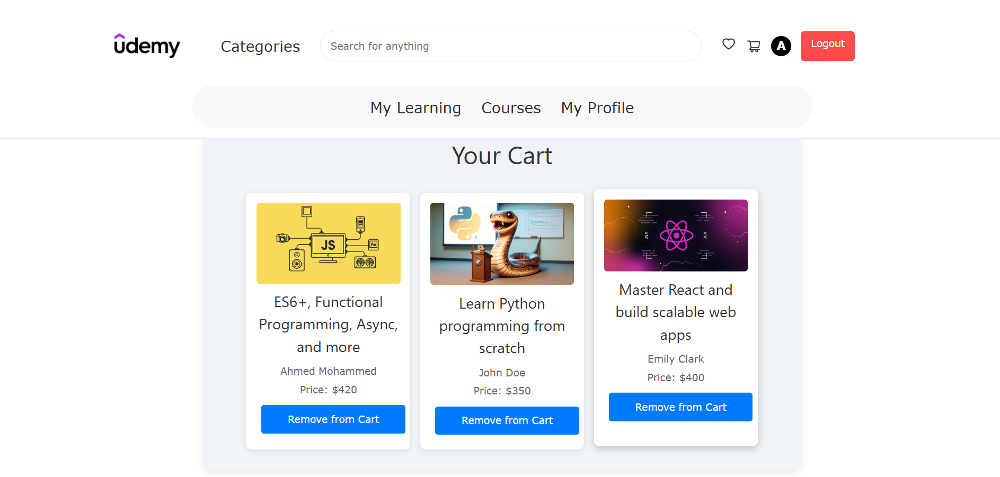 udemy
Categories
Search for anything
A
Logout
My Learning
Courses
My Profile
Your Cart
JS
Aa
ES6+, Functional
Programming, Async,
and more
Ahmed Mohammed
Price: $420
Remove from Cart
Learn Python
programming from
scratch
John Doe
Price: $350
Remove from Cart
JSX
JSX
Master React and
build scalable web
apps
Emily Clark
Price: $400
Remove from Cart